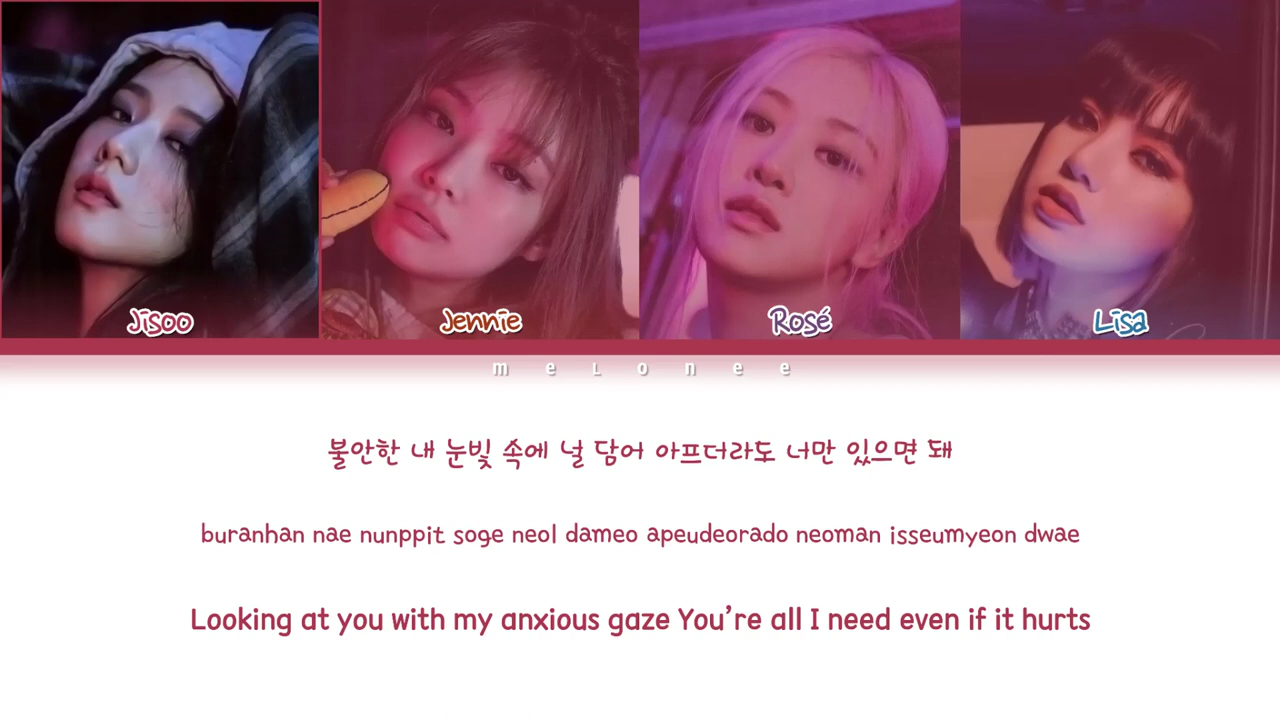 Jisoo Jennie Rosé Lisa
meLonee
불안한 내 눈빛 속에 널 담어 아프더라도 너만 있으면 돼
buranhan nae nunppit soge neol dameo apeudeorado neoman isseumyeon dwae
Looking at you with my anxious gaze You’re all I need even if it hurts